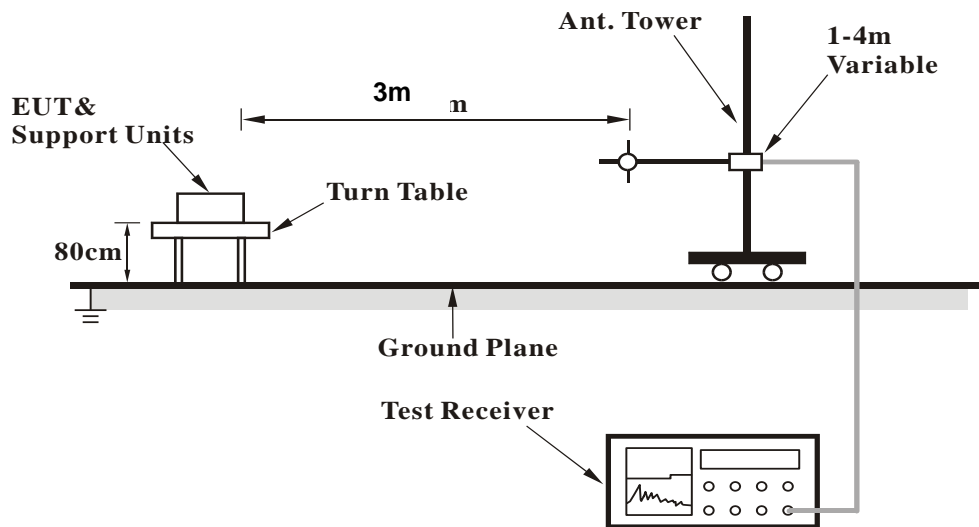 Ant. Tower
1-4m
Variable
3m
EUT&
Support Units
Turn Table
80cm
Ground Plane
Test Receiver